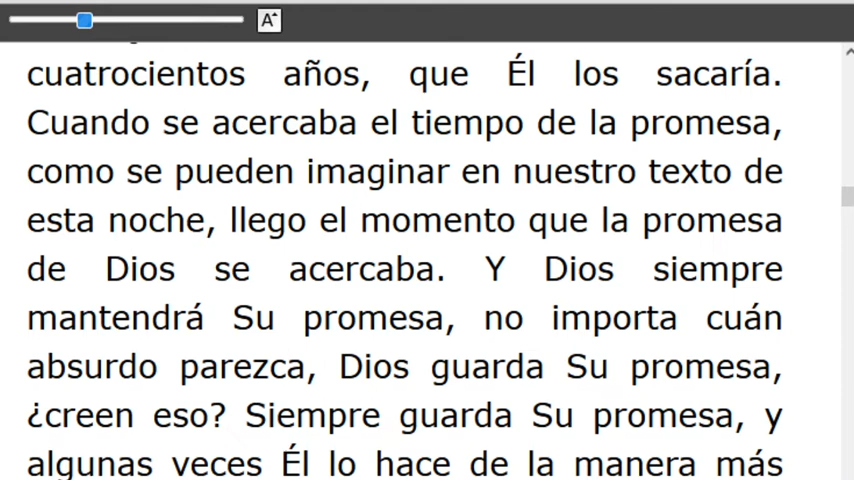 A
cuatrocientos años, que Él los sacaría.
Cuando se acercaba el tiempo de la promesa,
como se pueden imaginar en nuestro texto de
esta noche, llego el momento que la promesa
de Dios se acercaba. Y Dios siempre
mantendrá Su promesa, no importa cuán
absurdo parezca, Dios guarda Su promesa,
¿creen eso? Siempre guarda Su promesa, y
algunas veces Él lo hace de la manera más